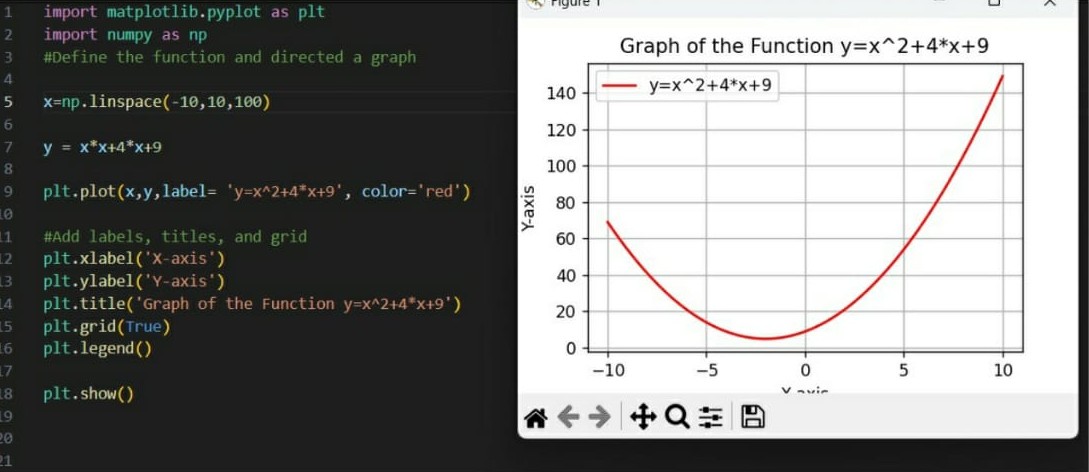 1 import matplotlib.pyplot as plt
2 import numpy as np
3 #Define the function and directed a graph
4
5 x=np.linspace(-10,10,100)
6
7 y = x*x+4*x+9
8
9 plt.plot(x,y,label= 'y=x^2+4*x+9', color='red')
10
11 #Add labels, titles, and grid
12 plt.xlabel('X-axis')
13 plt.ylabel('Y-axis')
14 plt.title('Graph of the Function y=x^2+4*x+9')
15 plt.grid(True)
16 plt.legend()
17
18 plt.show()
19
20
21
Figure 1
Graph of the Function y=x^2+4*x+9
y=x^2+4*x+9
140
120
100
80
60
40
20
0
Y-axis
−10 −5 0 5 10
X-axis